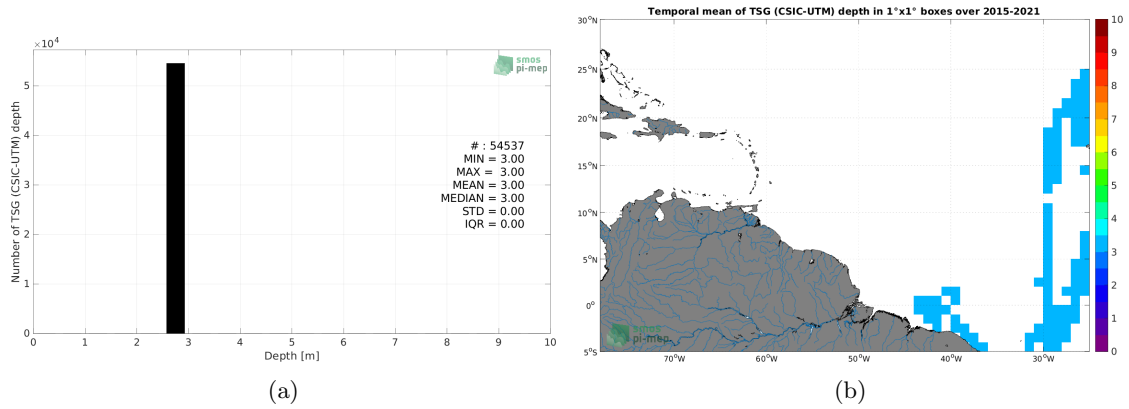 ×10⁴
5
4
3
2
1
0
Number of TSG (CSIC-UTM) depth
0 1 2 3 4 5 6 7 8 9 10
Depth [m]
smos
pi-mep
# : 54537
MIN = 3.00
MAX = 3.00
MEAN = 3.00
MEDIAN = 3.00
STD = 0.00
IQR = 0.00
(a)
Temporal mean of TSG (CSIC-UTM) depth in 1°x1° boxes over 2015-2021
30°N
25°N
20°N
15°N
10°N
5°N
0°
5°S
70°W 60°W 50°W 40°W 30°W
smos
pi-mep
10
9
8
7
6
5
4
3
2
1
0
(b)